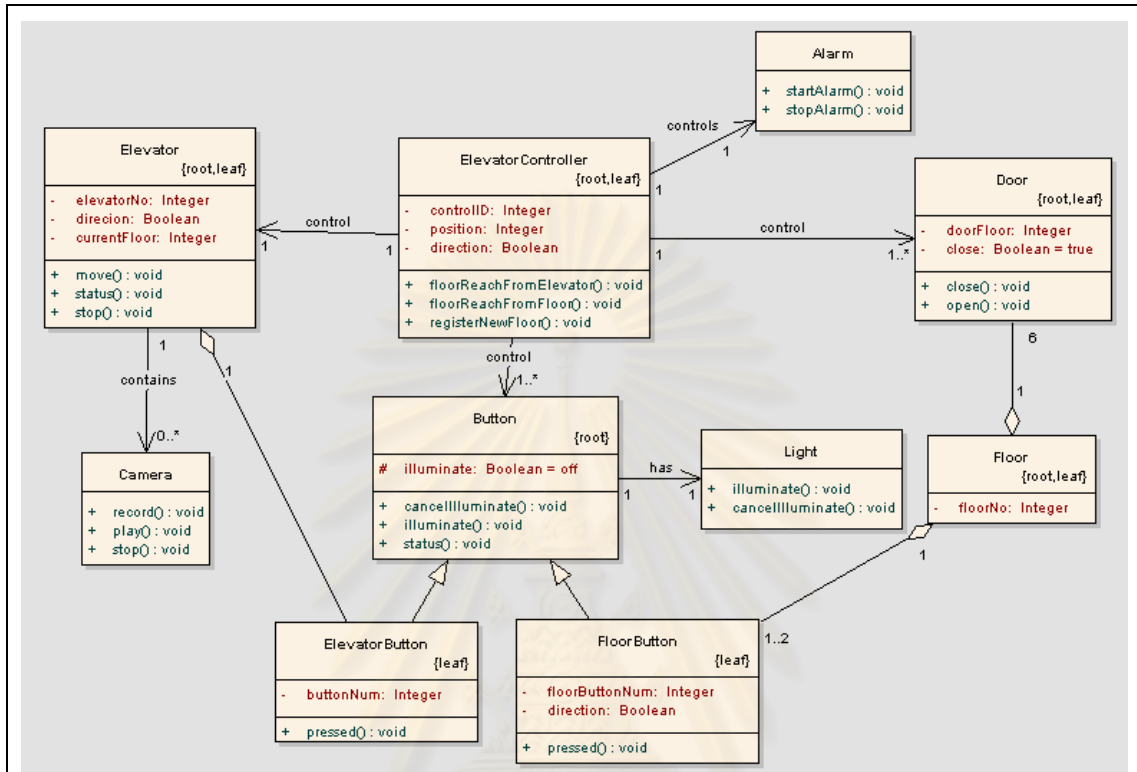 Alarm
+ startAlarm() : void
+ stopAlarm() : void
controls
1
1
Elevator
{root,leaf}
- elevatorNo: Integer
- direcion: Boolean
- currentFloor: Integer
+ move() : void
+ status() : void
+ stop() : void
control
1
1
ElevatorController
{root,leaf}
- controlID: Integer
- position: Integer
- direction: Boolean
+ floorReachFromElevator() : void
+ floorReachFromFloor() : void
+ registerNewFloor() : void
control
1
1..*
Door
{root,leaf}
- doorFloor: Integer
- close: Boolean = true
+ close() : void
+ open() : void
1
contains
0..*
1
control
1..*
6
1
Camera
+ record() : void
+ play() : void
+ stop() : void
Button
{root}
# illuminate: Boolean = off
+ cancelIlluminate() : void
+ illuminate() : void
+ status() : void
has
1
1
Light
+ illuminate() : void
+ cancelIlluminate() : void
Floor
{root,leaf}
- floorNo: Integer
1
1..2
ElevatorButton
{leaf}
- buttonNum: Integer
+ pressed() : void
FloorButton
{leaf}
- floorButtonNum: Integer
- direction: Boolean
+ pressed() : void